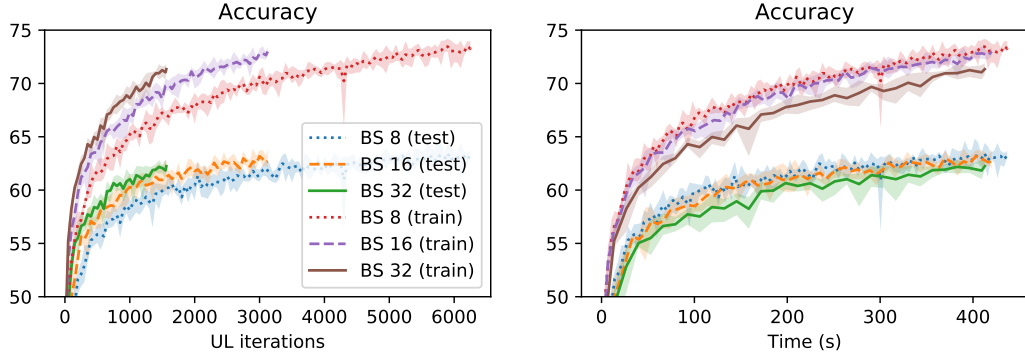 Accuracy
75
70
65
60
55
50
0 1000 2000 3000 4000 5000 6000
UL iterations
BS 8 (test)
BS 16 (test)
BS 32 (test)
BS 8 (train)
BS 16 (train)
BS 32 (train)
Accuracy
75
70
65
60
55
50
0 100 200 300 400
Time (s)